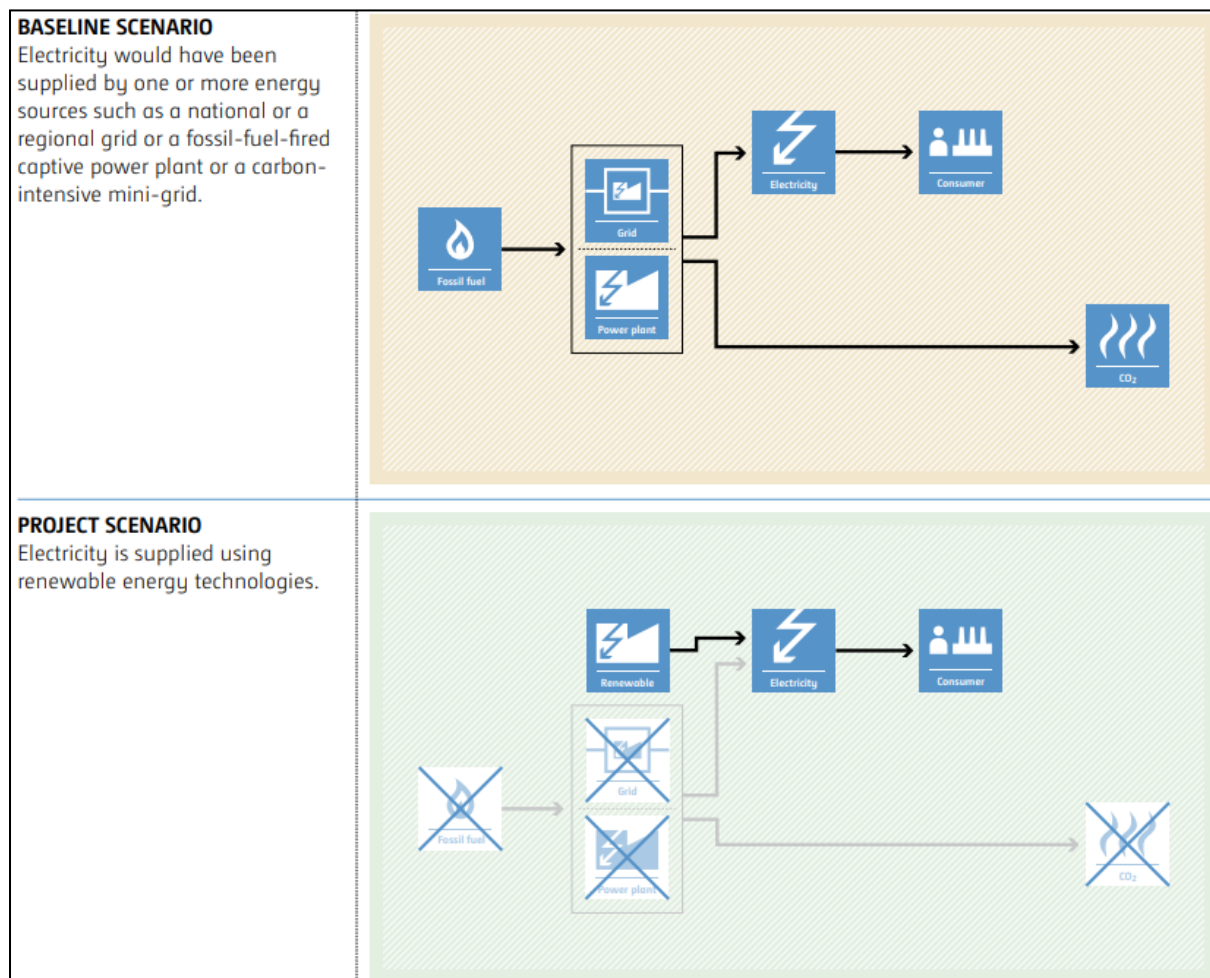 BASELINE SCENARIO
Electricity would have been
supplied by one or more energy
sources such as a national or a
regional grid or a fossil-fuel-fired
captive power plant or a carbon-
intensive mini-grid.
Fossil fuel
Grid
Power plant
Electricity
Consumer
CO₂
PROJECT SCENARIO
Electricity is supplied using
renewable energy technologies.
Renewable
Electricity
Consumer
Fossil fuel
Grid
Power plant
CO₂